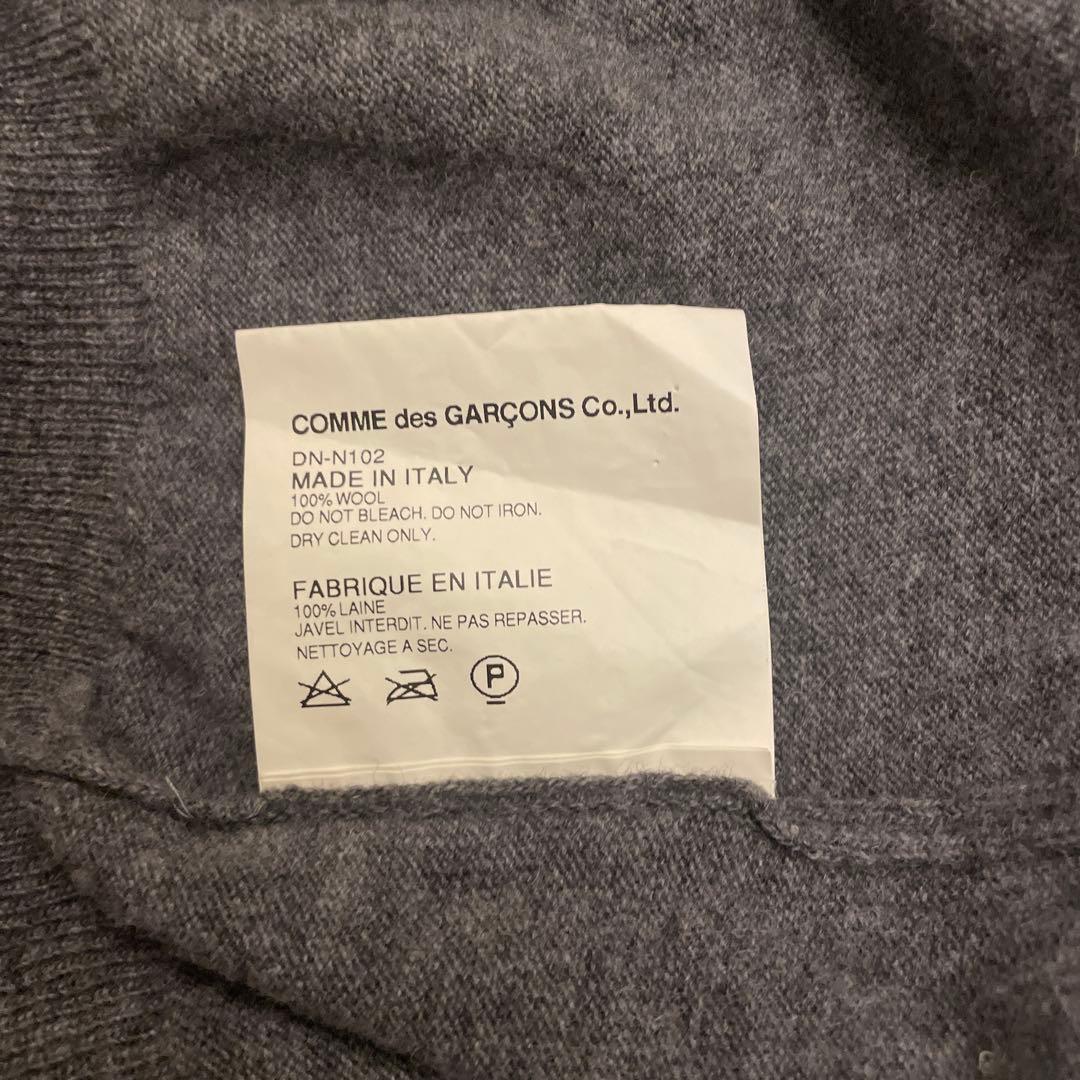 COMME des GARÇONS Co.,Ltd.
DN-N102
MADE IN ITALY
100% WOOL
DO NOT BLEACH. DO NOT IRON.
DRY CLEAN ONLY.
FABRIQUE EN ITALIE
100% LAINE
JAVEL INTERDIT. NE PAS REPASSER.
NETTOYAGE A SEC.
P